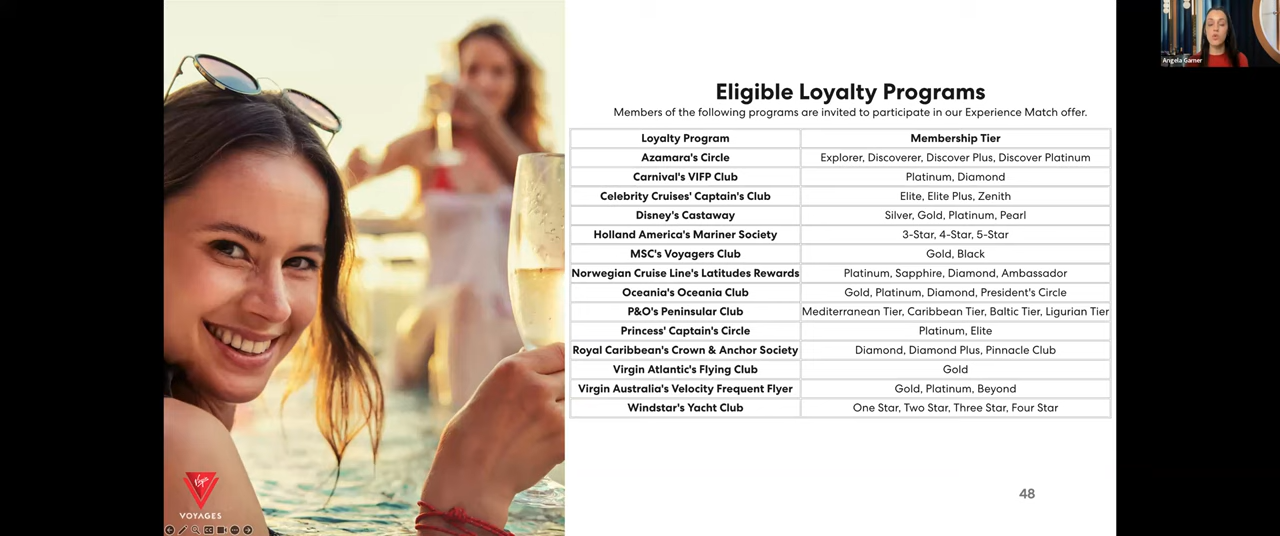 Angela Garner
Eligible Loyalty Programs
Members of the following programs are invited to participate in our Experience Match offer.
Loyalty Program Membership Tier
Azamara's Circle Explorer, Discoverer, Discover Plus, Discover Platinum
Carnival's VIFP Club Platinum, Diamond
Celebrity Cruises' Captain's Club Elite, Elite Plus, Zenith
Disney's Castaway Silver, Gold, Platinum, Pearl
Holland America's Mariner Society 3-Star, 4-Star, 5-Star
MSC's Voyagers Club Gold, Black
Norwegian Cruise Line's Latitudes Rewards Platinum, Sapphire, Diamond, Ambassador
Oceania's Oceania Club Gold, Platinum, Diamond, President's Circle
P&O's Peninsular Club Mediterranean Tier, Caribbean Tier, Baltic Tier, Ligurian Tier
Princess' Captain's Circle Platinum, Elite
Royal Caribbean's Crown & Anchor Society Diamond, Diamond Plus, Pinnacle Club
Virgin Atlantic's Flying Club Gold
Virgin Australia's Velocity Frequent Flyer Gold, Platinum, Beyond
Windstar's Yacht Club One Star, Two Star, Three Star, Four Star
Virgin
VOYAGES
48